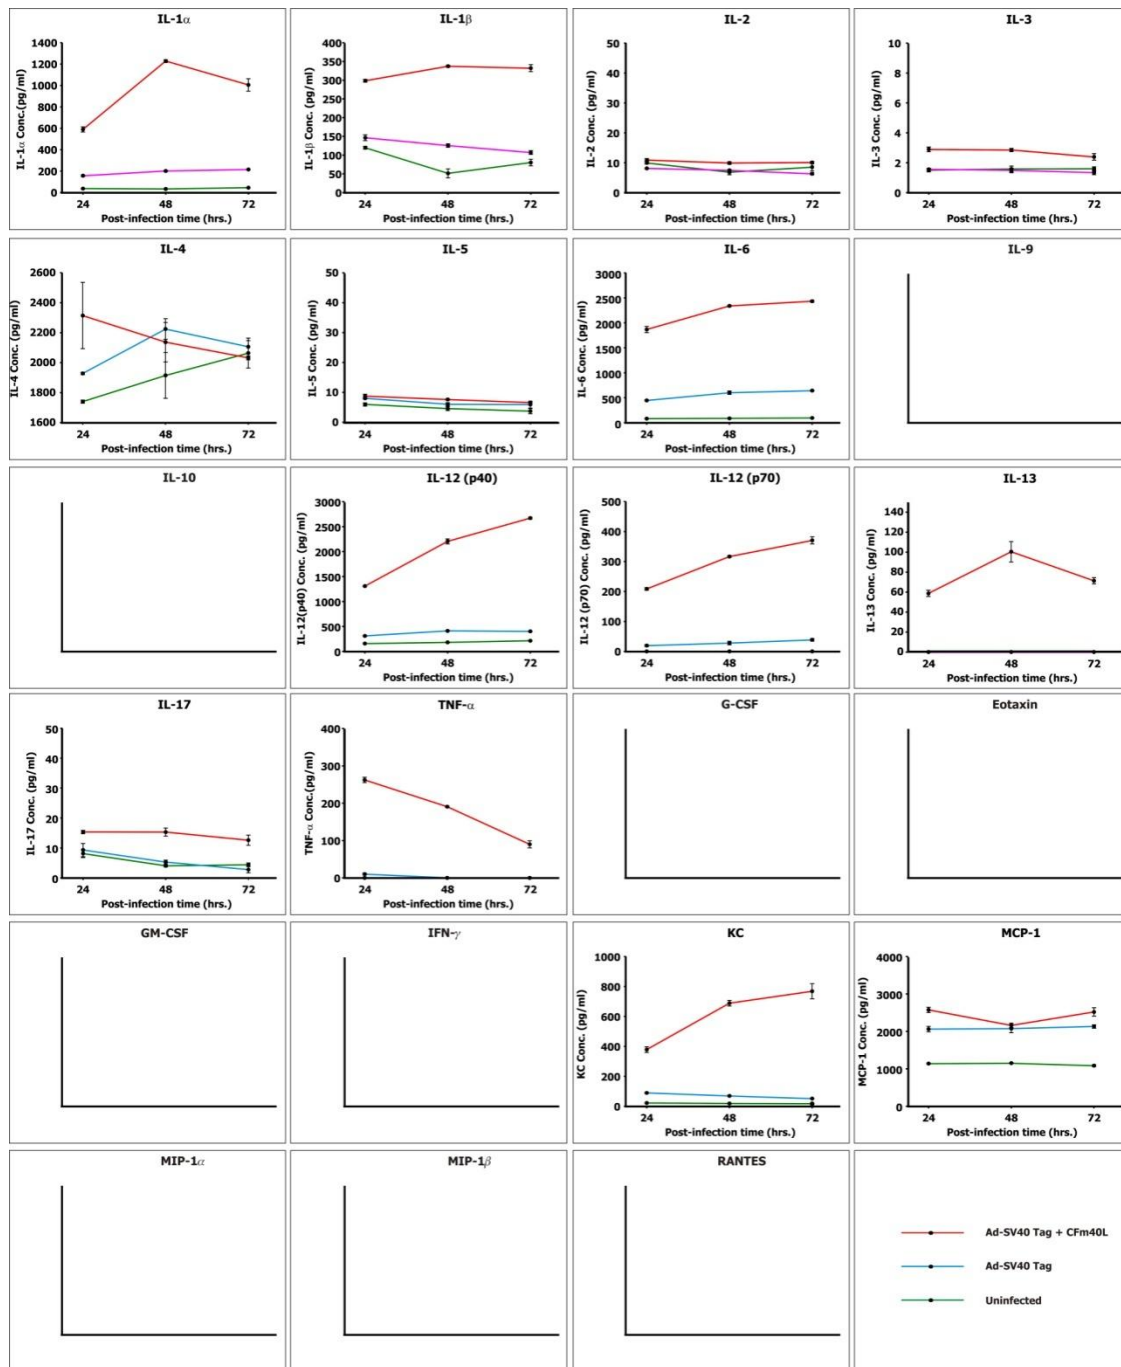 IL-1α
IL-1α Conc.(pg/ml)
1400
1200
1000
800
600
400
200
0
24 48 72
Post-infection time (hrs.)
IL-1β
IL-1β Conc. (pg/ml)
400
350
300
250
200
150
100
50
0
24 48 72
Post-infection time (hrs.)
IL-2
IL-2 Conc. (pg/ml)
50
40
30
20
10
0
24 48 72
Post-infection time (hrs.)
IL-3
IL-3 Conc. (pg/ml)
10
8
6
4
2
0
24 48 72
Post-infection time (hrs.)
IL-4
IL-4 Conc. (pg/ml)
2600
2400
2200
2000
1800
1600
24 48 72
Post-infection time (hrs.)
IL-5
IL-5 Conc. (pg/ml)
50
40
30
20
10
0
24 48 72
Post-infection time (hrs.)
IL-6
IL-6 Conc. (pg/ml)
3000
2500
2000
1500
1000
500
0
24 48 72
Post-infection time (hrs.)
IL-9
IL-10
IL-12 (p40)
IL-12(p40) Conc. (pg/ml)
3000
2500
2000
1500
1000
500
0
24 48 72
Post-infection time (hrs.)
IL-12 (p70)
IL-12 (p70) Conc. (pg/ml)
500
400
300
200
100
0
24 48 72
Post-infection time (hrs.)
IL-13
IL-13 Conc. (pg/ml)
140
120
100
80
60
40
20
0
24 48 72
Post-infection time (hrs.)
IL-17
IL-17 Conc. (pg/ml)
50
40
30
20
10
0
24 48 72
Post-infection time (hrs.)
TNF-α
TNF-α Conc.(pg/ml)
400
300
200
100
0
24 48 72
Post-infection time (hrs.)
G-CSF
Eotaxin
GM-CSF
IFN-γ
KC
KC Conc. (pg/ml)
1000
800
600
400
200
0
24 48 72
Post-infection time (hrs.)
MCP-1
MCP-1 Conc. (pg/ml)
4000
3000
2000
1000
0
24 48 72
Post-infection time (hrs.)
MIP-1α
MIP-1β
RANTES
Ad-SV40 Tag + CFm40L
Ad-SV40 Tag
Uninfected